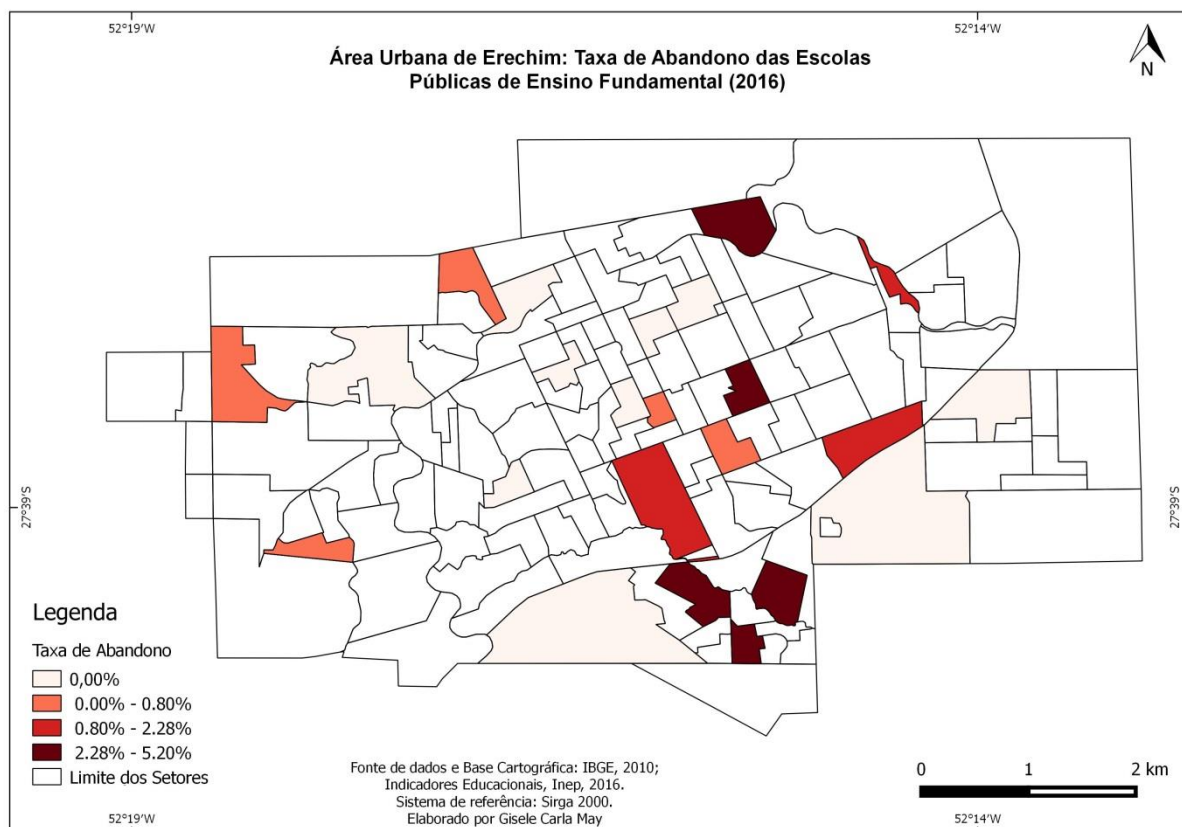 52°19'W
52°14'W
Área Urbana de Erechim: Taxa de Abandono das Escolas
Públicas de Ensino Fundamental (2016)
N
27°39'S
27°39'S
Legenda
Taxa de Abandono
0,00%
0.00% - 0.80%
0.80% - 2.28%
2.28% - 5.20%
Limite dos Setores
Fonte de dados e Base Cartográfica: IBGE, 2010;
Indicadores Educacionais, Inep, 2016.
Sistema de referência: Sirga 2000.
Elaborado por Gisele Carla May
0 1 2 km
52°19'W
52°14'W